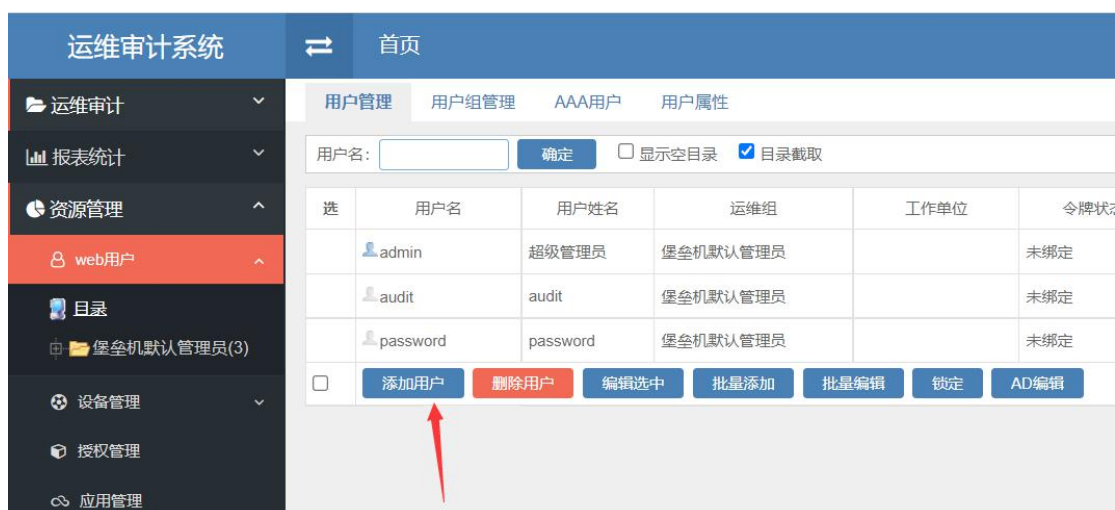 运维审计系统 首页
运维审计
报表统计
资源管理
web用户
目录
堡垒机默认管理员(3)
设备管理
授权管理
应用管理
用户管理 用户组管理 AAA用户 用户属性
用户名: 确定 显示空目录 目录截取
选 用户名 用户姓名 运维组 工作单位 令牌状态
admin 超级管理员 堡垒机默认管理员 未绑定
audit audit 堡垒机默认管理员 未绑定
password password 堡垒机默认管理员 未绑定
添加用户 删除用户 编辑选中 批量添加 批量编辑 锁定 AD编辑